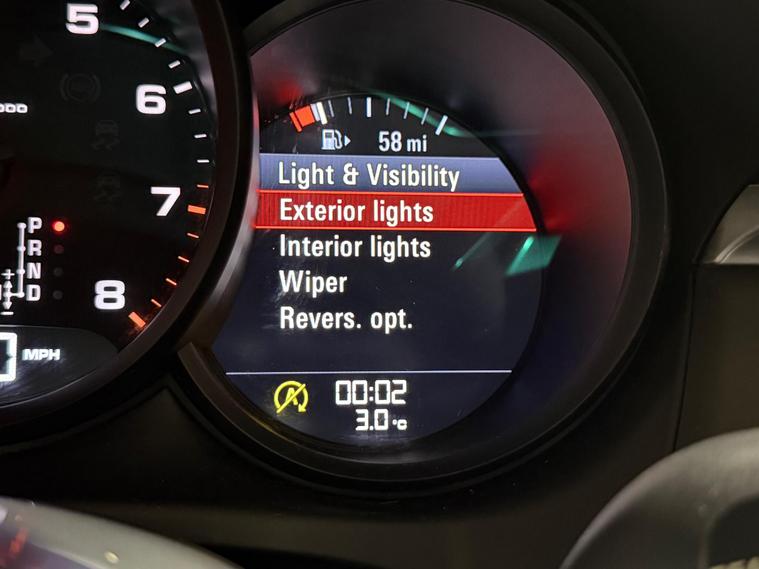 5
6
000
7
8
P
R
N
D
MPH
58 mi
Light & Visibility
Exterior lights
Interior lights
Wiper
Revers. opt.
A
00:02
3.0 °C